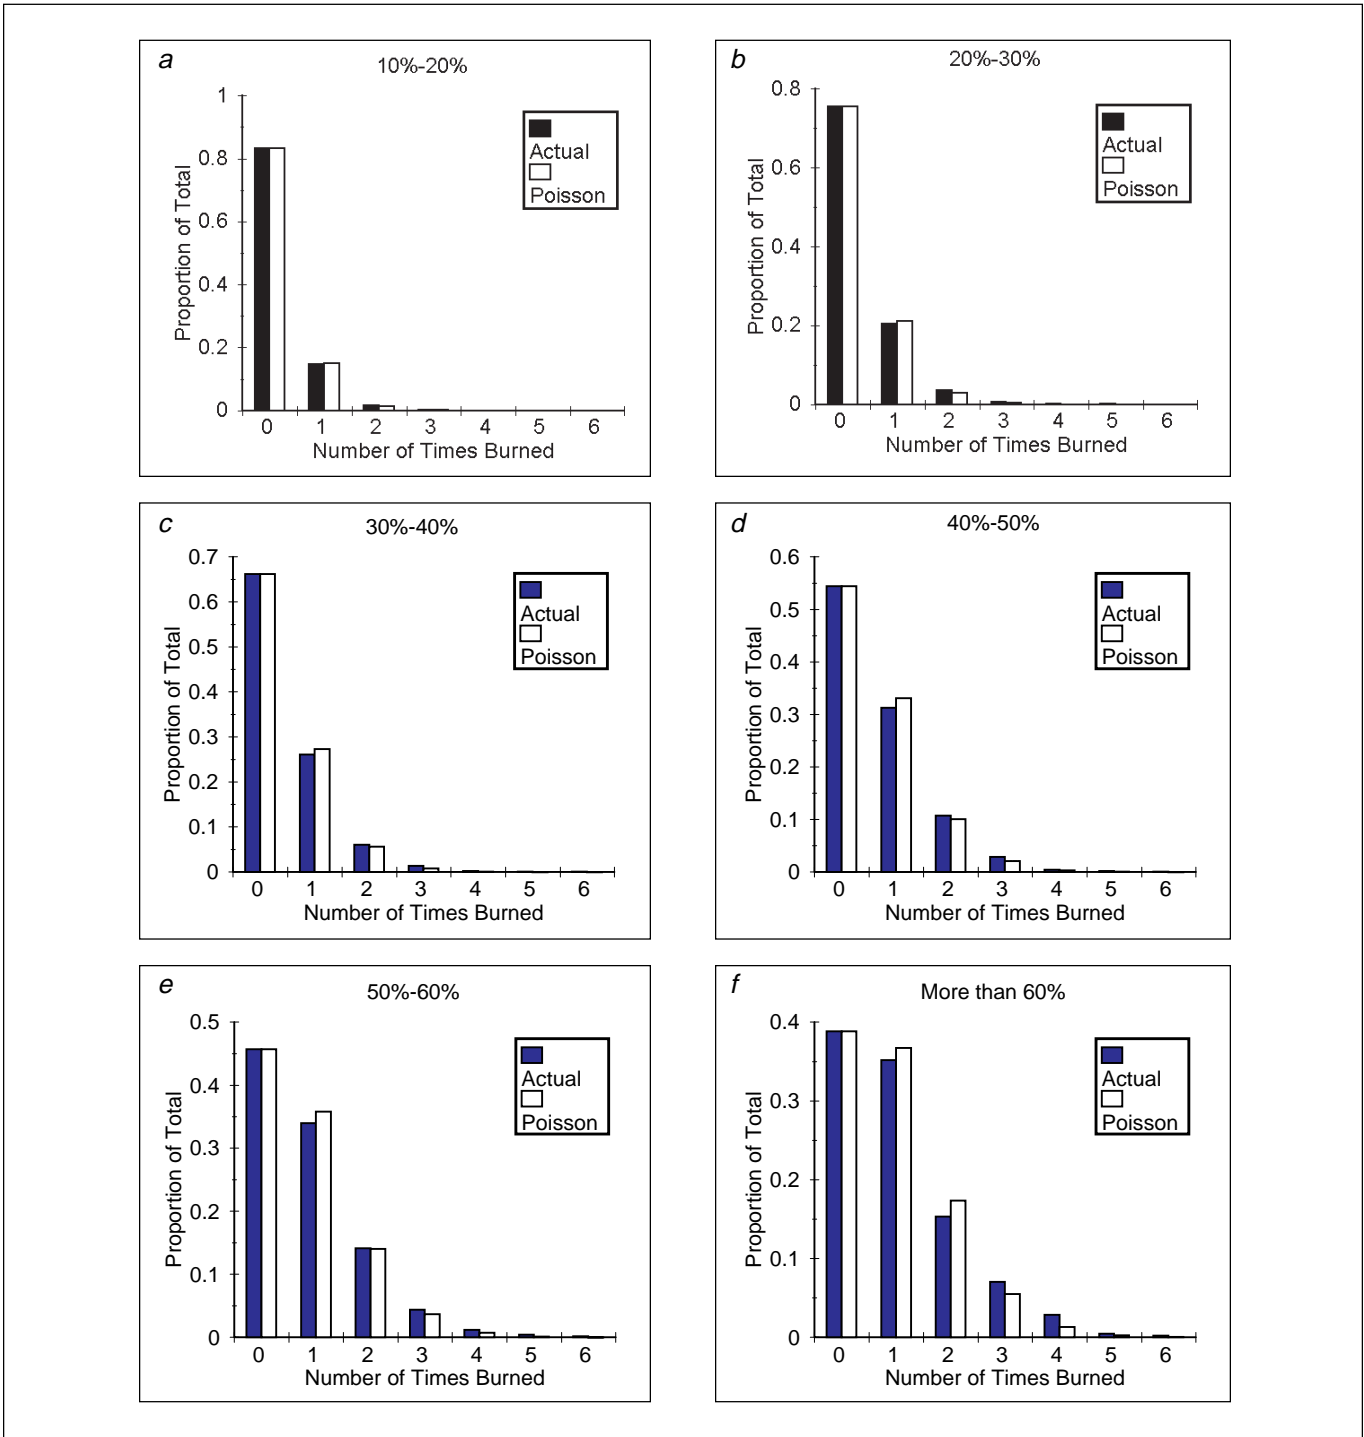 a
10%-20%
1
0.8
0.6
0.4
0.2
0
Proportion of Total
Actual
Poisson
0 1 2 3 4 5 6
Number of Times Burned
b
20%-30%
0.8
0.6
0.4
0.2
0
Proportion of Total
Actual
Poisson
0 1 2 3 4 5 6
Number of Times Burned
c
30%-40%
0.7
0.6
0.5
0.4
0.3
0.2
0.1
0
Proportion of Total
Actual
Poisson
0 1 2 3 4 5 6
Number of Times Burned
d
40%-50%
0.6
0.5
0.4
0.3
0.2
0.1
0
Proportion of Total
Actual
Poisson
0 1 2 3 4 5 6
Number of Times Burned
e
50%-60%
0.5
0.4
0.3
0.2
0.1
0
Proportion of Total
Actual
Poisson
0 1 2 3 4 5 6
Number of Times Burned
f
More than 60%
0.4
0.3
0.2
0.1
0
Proportion of Total
Actual
Poisson
0 1 2 3 4 5 6
Number of Times Burned